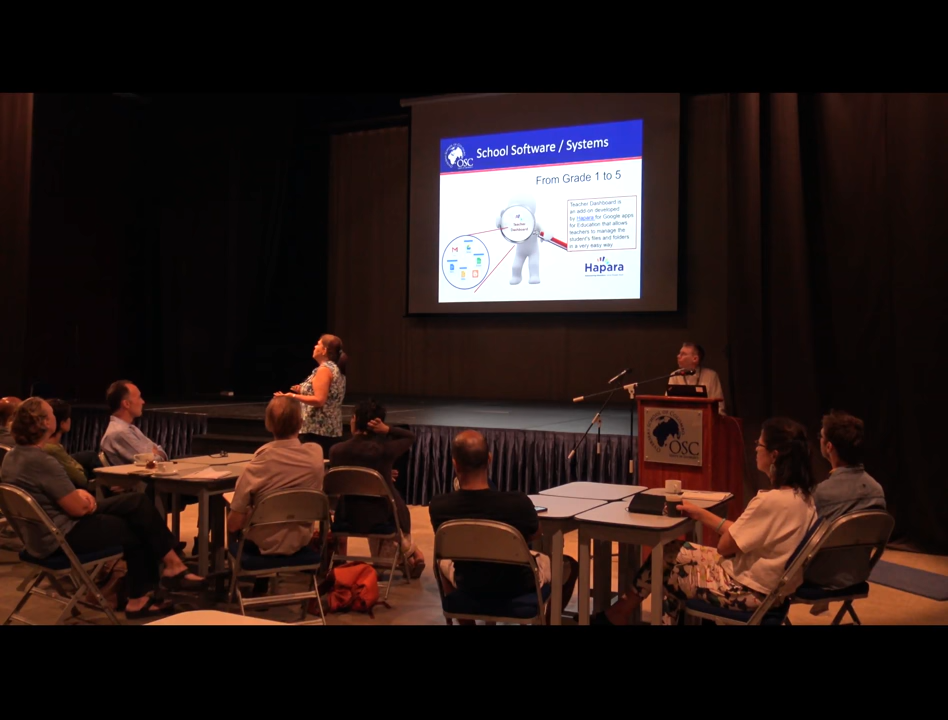 OSC
School Software / Systems
From Grade 1 to 5
Teacher
Dashboard
Teacher Dashboard is
an add-on developed
by Hapara for Google apps
for Education that allows
teachers to manage the
student's files and folders
in a very easy way
Hapara
OSC